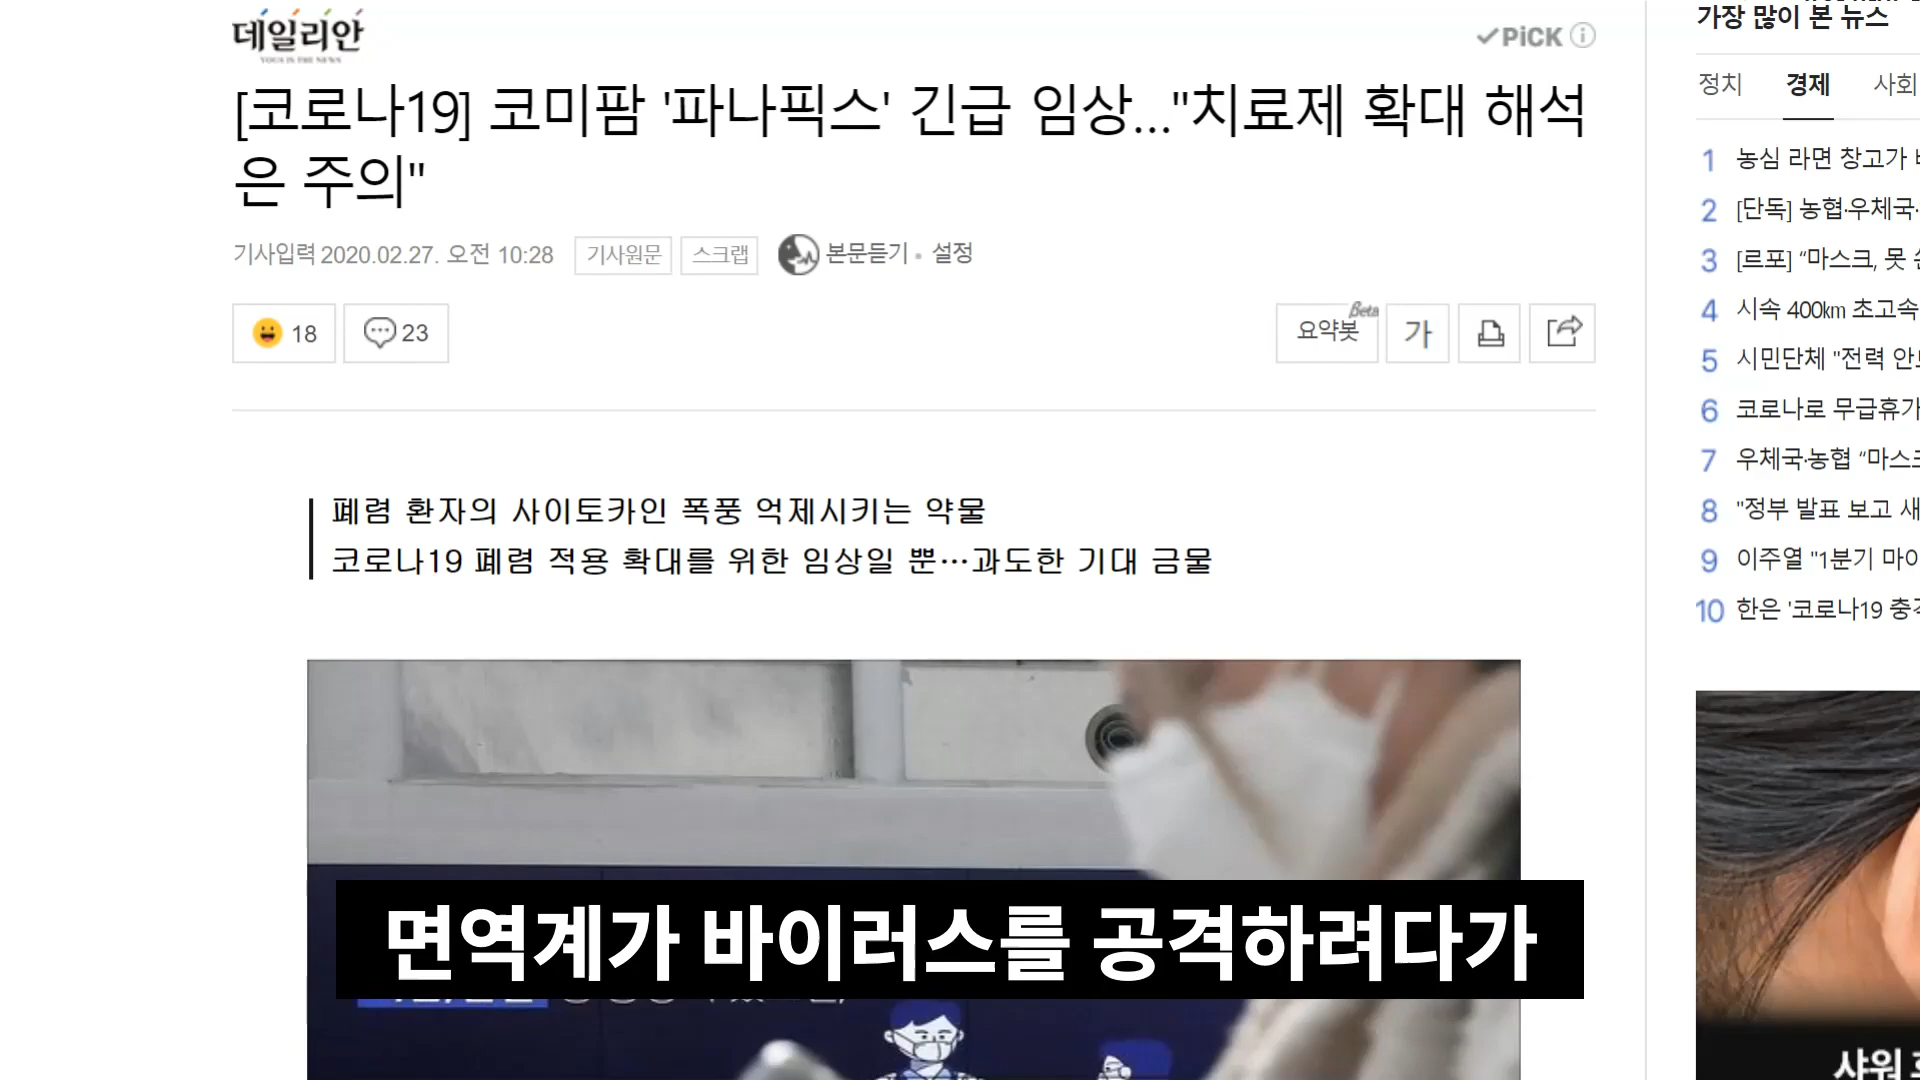 데일리안
YOUS IS THE NEWS
PiCK
[코로나19] 코미팜 '파나픽스' 긴급 임상..."치료제 확대 해석
은 주의"
기사입력 2020.02.27. 오전 10:28 기사원문 스크랩 본문듣기 · 설정
18 23
요약봇 Beta 가
폐렴 환자의 사이토카인 폭풍 억제시키는 약물
코로나19 폐렴 적용 확대를 위한 임상일 뿐…과도한 기대 금물
면역계가 바이러스를 공격하려다가
가장 많이 본 뉴스
정치 경제 사회
1 농심 라면 창고가
2 [단독] 농협·우체국·
3 [르포] “마스크, 못
4 시속 400㎞ 초고속
5 시민단체 "전력
6 코로나로 무급휴가
7 우체국·농협 “마스크
8 "정부 발표 보고
9 이주열 "1분기
10 한은 '코로나19
샤워